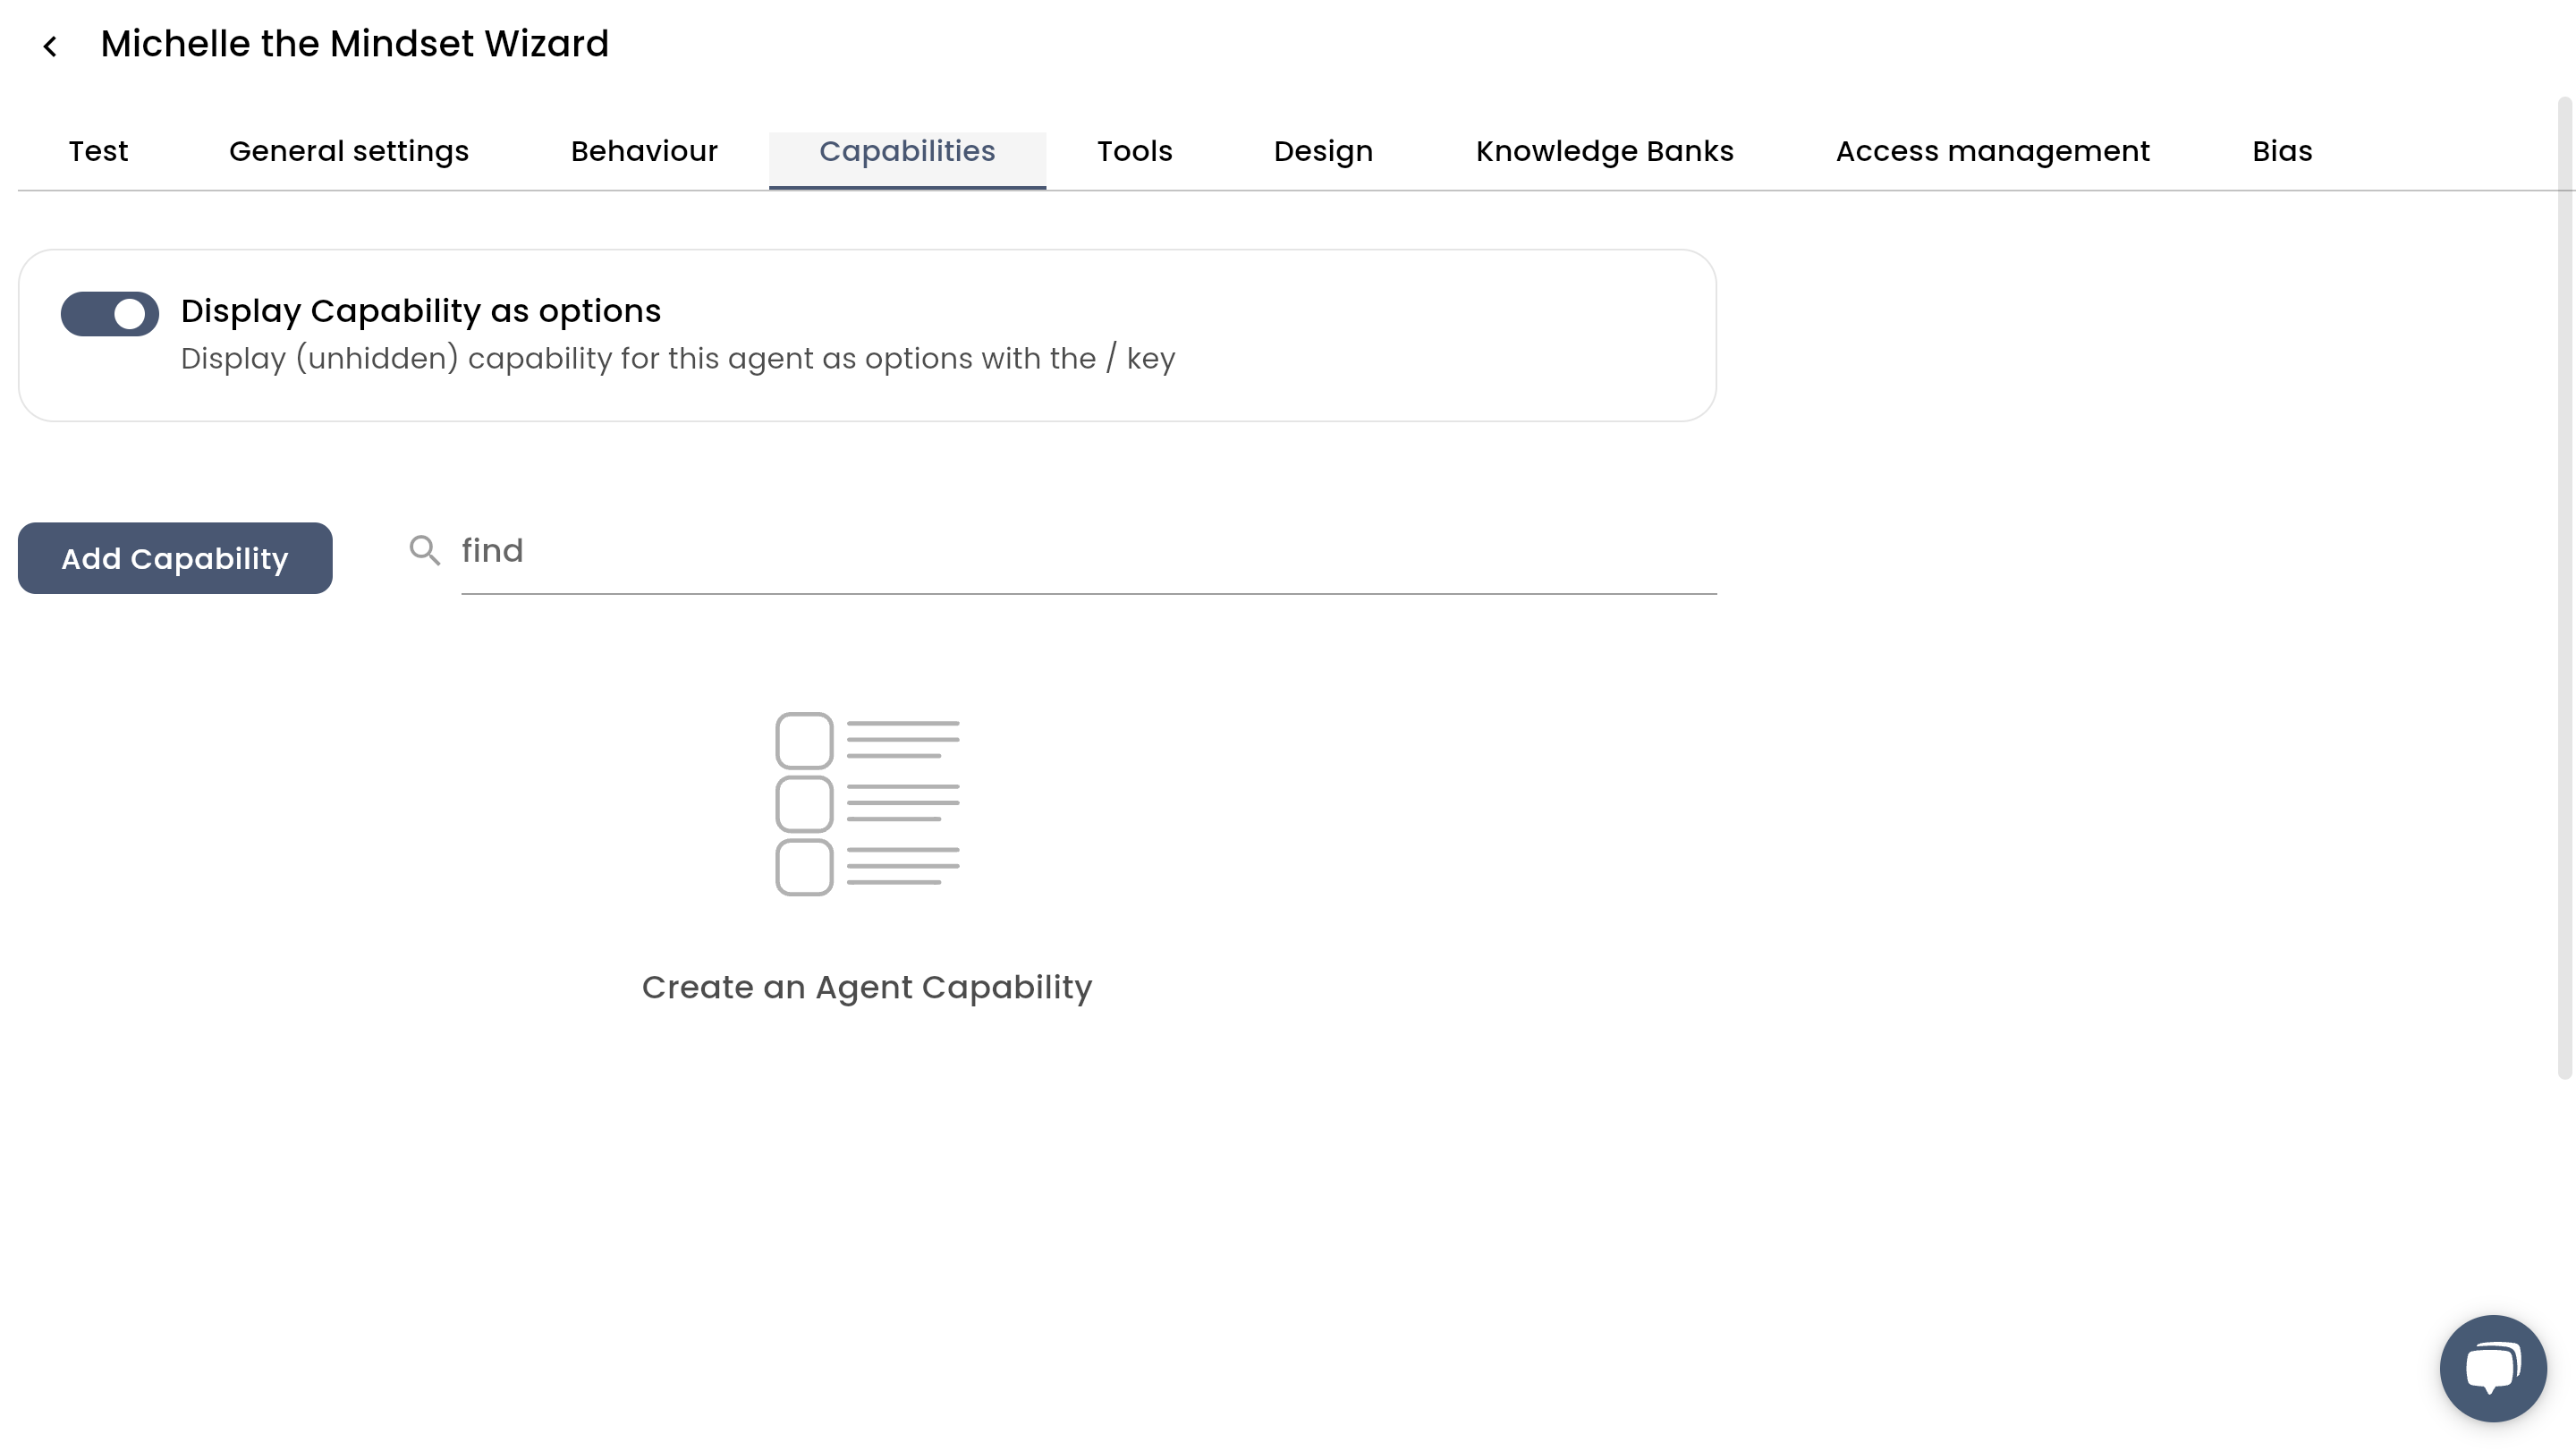 Michelle the Mindset Wizard
Test General settings Behaviour Capabilities Tools Design Knowledge Banks Access management Bias
Display Capability as options
Display (unhidden) capability for this agent as options with the / key
Add Capability
find
Create an Agent Capability